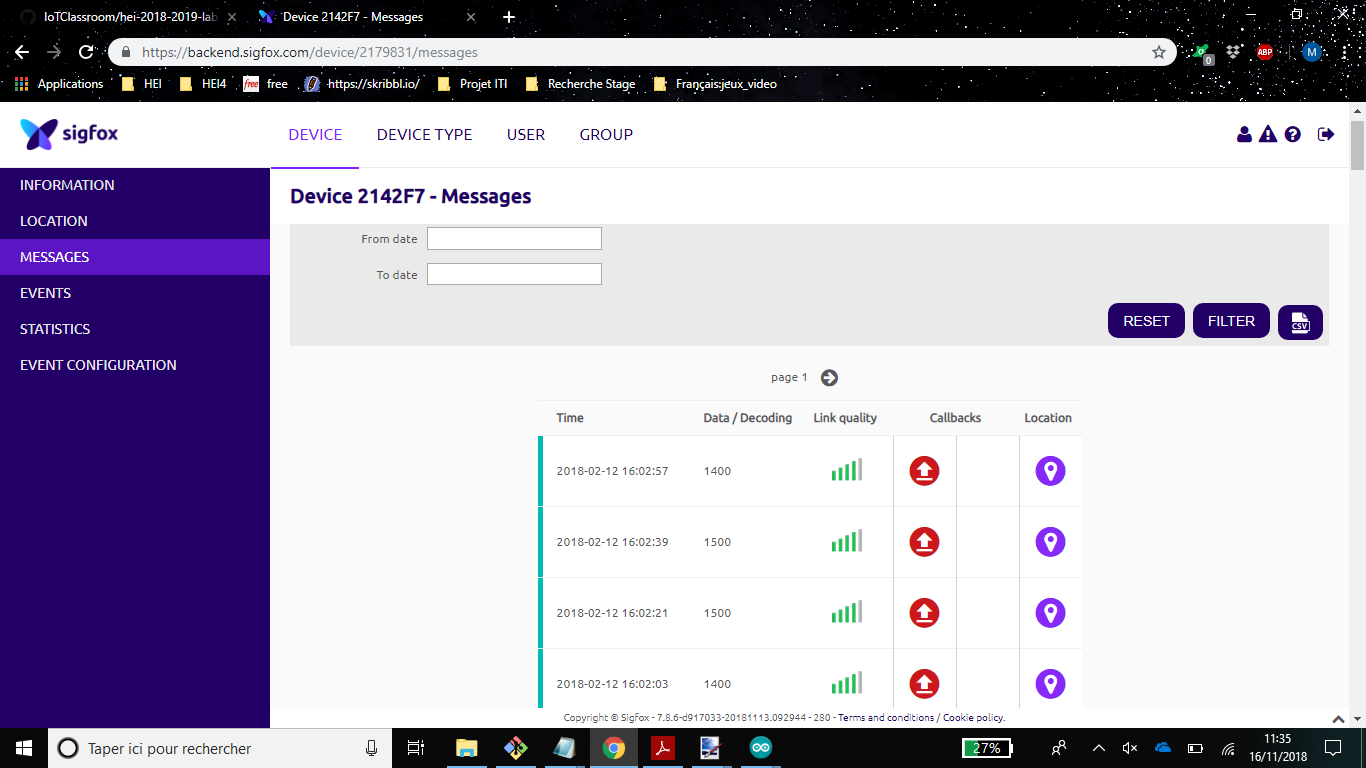 IoTClassroom/hei-2018-2019-lab
Device 2142F7 - Messages
https://backend.sigfox.com/device/2179831/messages
0
ABP
M
Applications
HEI
HEI4
free
free
https://skribbl.io/
Projet ITI
Recherche Stage
Français:jeux_video
sigfox
DEVICE
DEVICE TYPE
USER
GROUP
INFORMATION
LOCATION
MESSAGES
EVENTS
STATISTICS
EVENT CONFIGURATION
Device 2142F7 - Messages
From date
To date
RESET
FILTER
CSV
page 1
Time Data / Decoding Link quality Callbacks Location
2018-02-12 16:02:57 1400
2018-02-12 16:02:39 1500
2018-02-12 16:02:21 1500
2018-02-12 16:02:03 1400
Copyright © Sigfox - 7.8.6-d917033-20181113.092944 - 280 - Terms and conditions / Cookie policy.
Taper ici pour rechercher
27%
11:35
16/11/2018